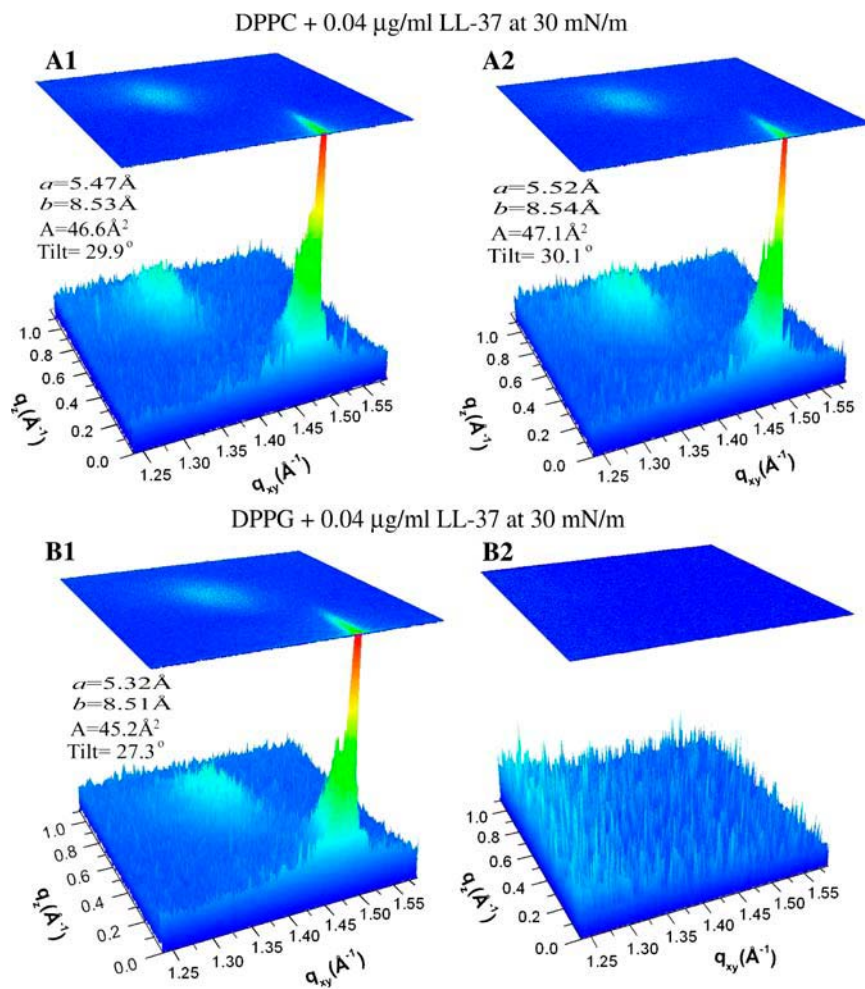 DPPC + 0.04 μg/ml LL-37 at 30 mN/m
A1
a=5.47Å
b=8.53Å
A=46.6Å²
Tilt= 29.9°
1.0
0.8
0.6
0.4
0.2
0.0
qz(Å⁻¹)
1.25
1.30
1.35
1.40
1.45
1.50
1.55
qxy(Å⁻¹)
A2
a=5.52Å
b=8.54Å
A=47.1Å²
Tilt= 30.1°
1.0
0.8
0.6
0.4
0.2
0.0
qz(Å⁻¹)
1.25
1.30
1.35
1.40
1.45
1.50
1.55
qxy(Å⁻¹)
DPPG + 0.04 μg/ml LL-37 at 30 mN/m
B1
a=5.32Å
b=8.51Å
A=45.2Å²
Tilt= 27.3°
1.0
0.8
0.6
0.4
0.2
0.0
qz(Å⁻¹)
1.25
1.30
1.35
1.40
1.45
1.50
1.55
qxy(Å⁻¹)
B2
1.0
0.8
0.6
0.4
0.2
0.0
qz(Å⁻¹)
1.25
1.30
1.35
1.40
1.45
1.50
1.55
qxy(Å⁻¹)